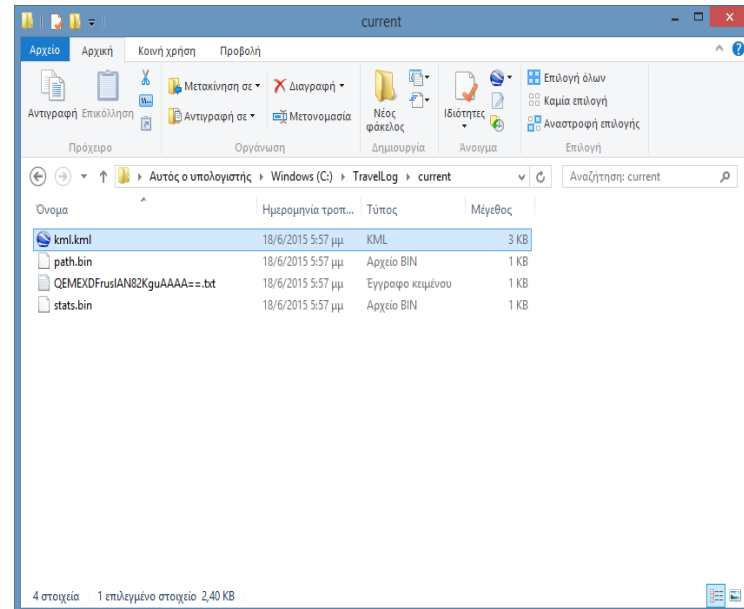 current
Αρχείο Αρχική Κοινή χρήση Προβολή
Αντιγραφή Επικόλληση Μετακίνηση σε Αντιγραφή σε Διαγραφή Μετονομασία Νέος φάκελος Ιδιότητες Επιλογή όλων Καμία επιλογή Αναστροφή επιλογής
Πρόχειρο Οργάνωση Δημιουργία Άνοιγμα Επιλογή
Αυτός ο υπολογιστής Windows (C:) TravelLog current Αναζήτηση: current
Όνομα Ημερομηνία τροπ... Τύπος Μέγεθος
kml.kml 18/6/2015 5:57 μμ KML 3 KB
path.bin 18/6/2015 5:57 μμ Αρχείο BIN 1 KB
QEMEXDFrusIAN82KguAAAA==.txt 18/6/2015 5:57 μμ Έγγραφο κειμένου 1 KB
stats.bin 18/6/2015 5:57 μμ Αρχείο BIN 1 KB
4 στοιχεία 1 επιλεγμένο στοιχείο 2,40 KB